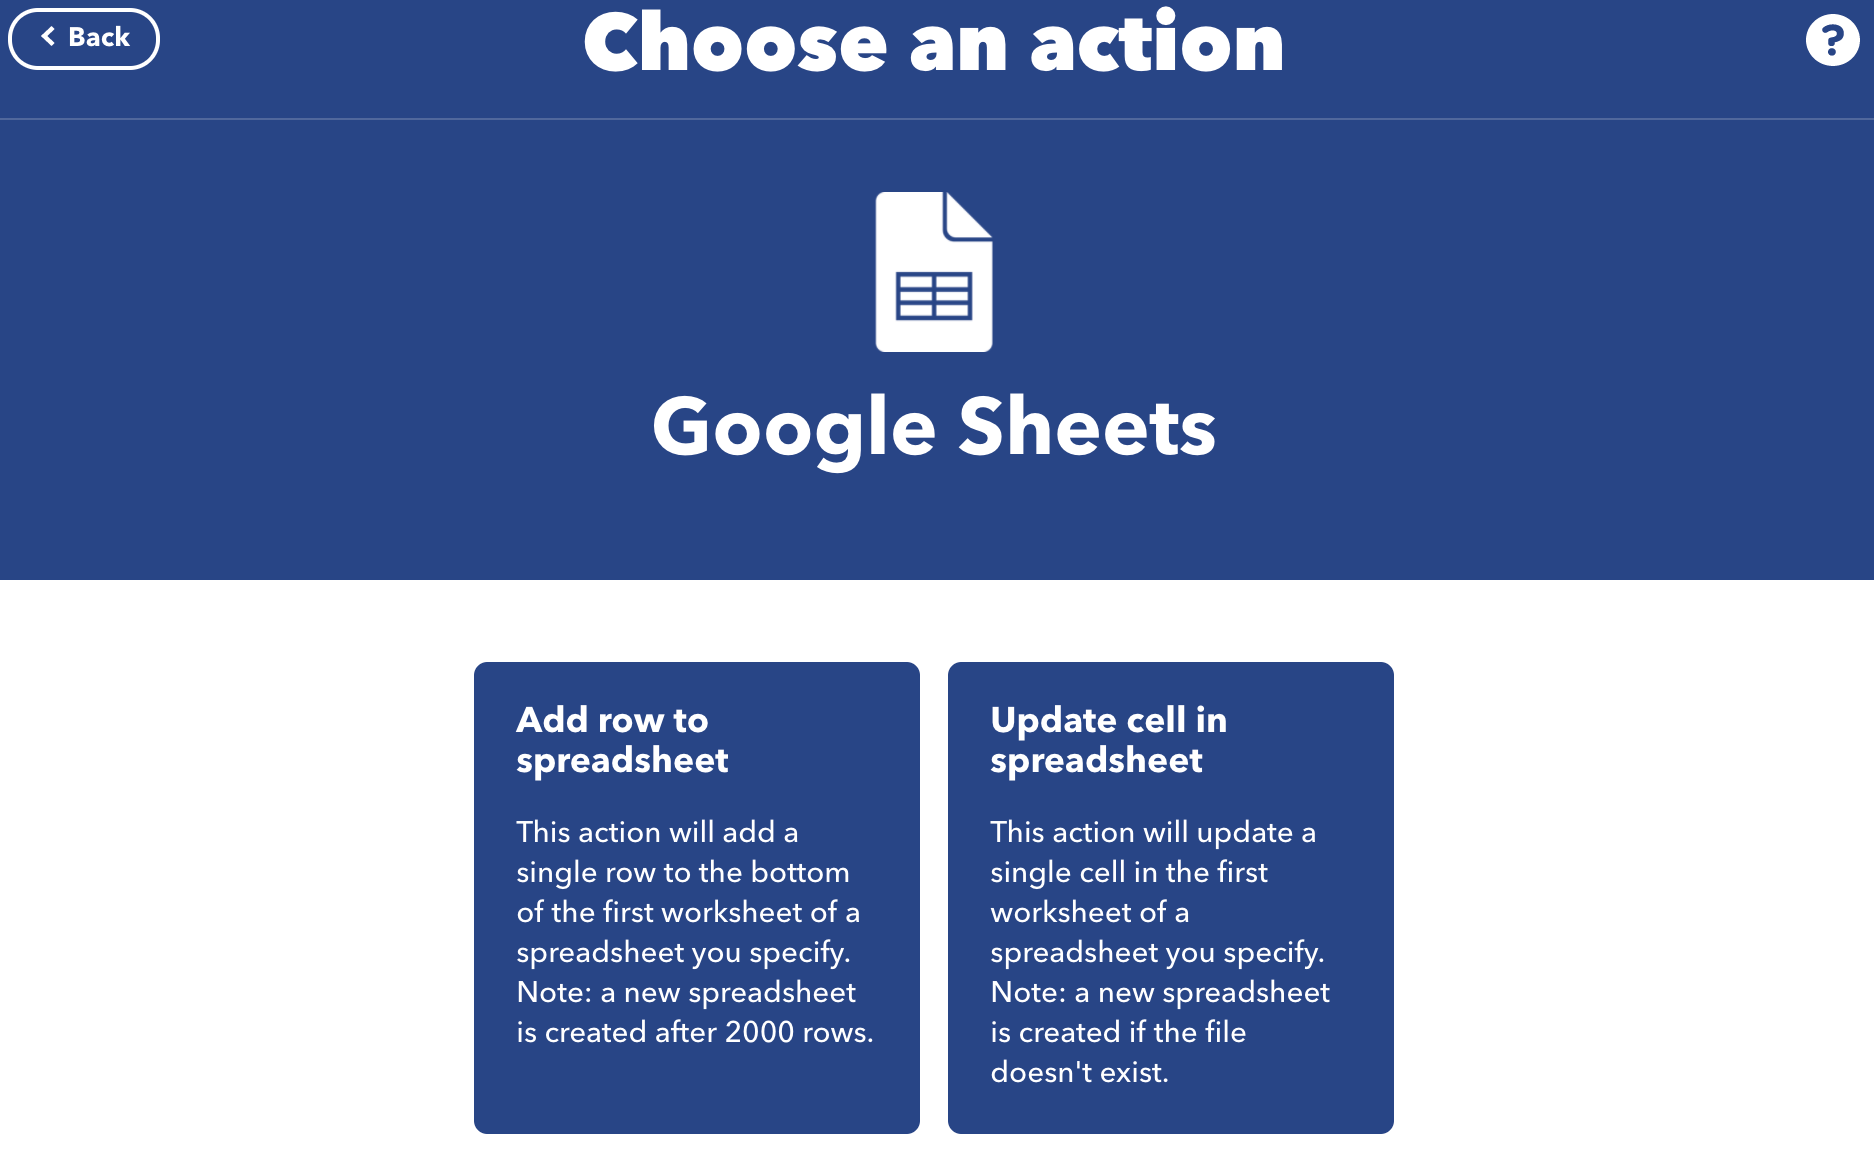 Back
Choose an action
?
Google Sheets
Add row to
spreadsheet
This action will add a
single row to the bottom
of the first worksheet of a
spreadsheet you specify.
Note: a new spreadsheet
is created after 2000 rows.
Update cell in
spreadsheet
This action will update a
single cell in the first
worksheet of a
spreadsheet you specify.
Note: a new spreadsheet
is created if the file
doesn't exist.